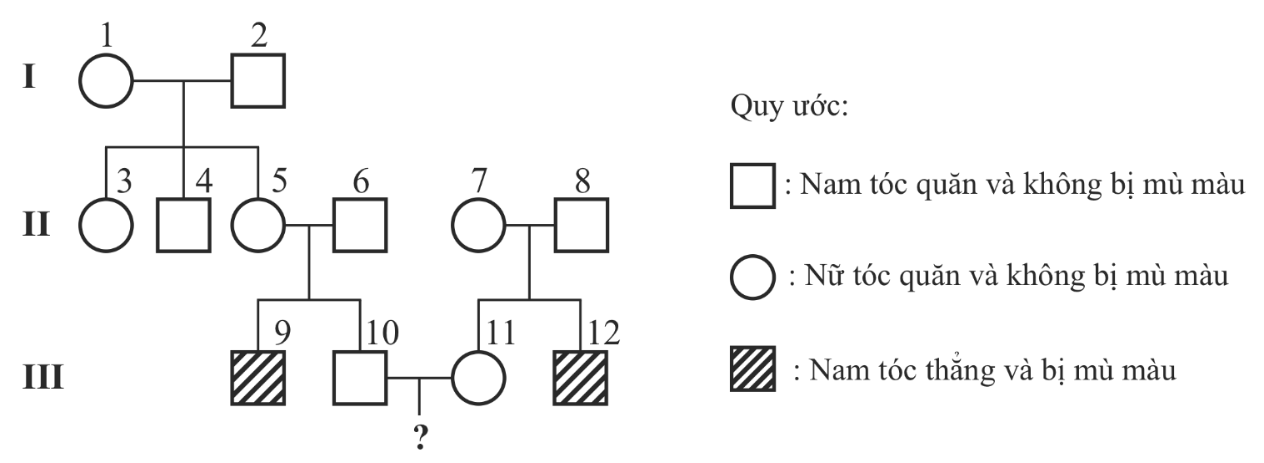 1 2
I
3 4 5 6 7 8
II
9 10 11 12
III
?
Quy ước:
: Nam tóc quăn và không bị mù màu
: Nữ tóc quăn và không bị mù màu
: Nam tóc thẳng và bị mù màu